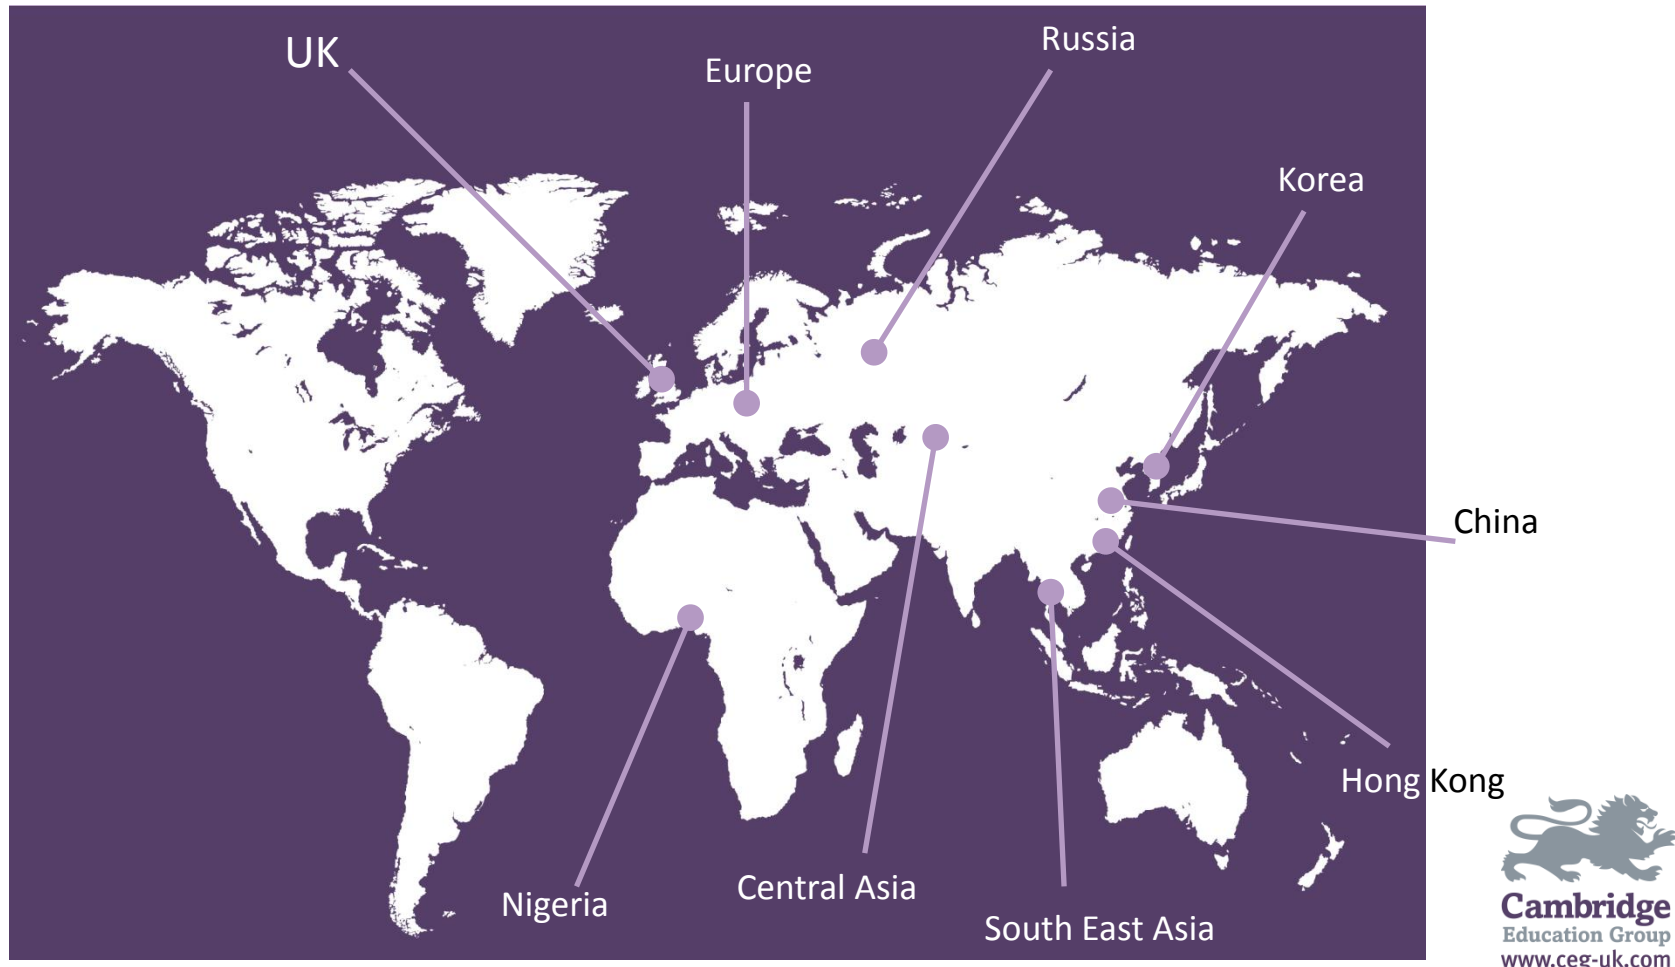 UK
Europe
Russia
Korea
China
Hong Kong
Nigeria
Central Asia
South East Asia
Cambridge
Education Group
www.ceg-uk.com